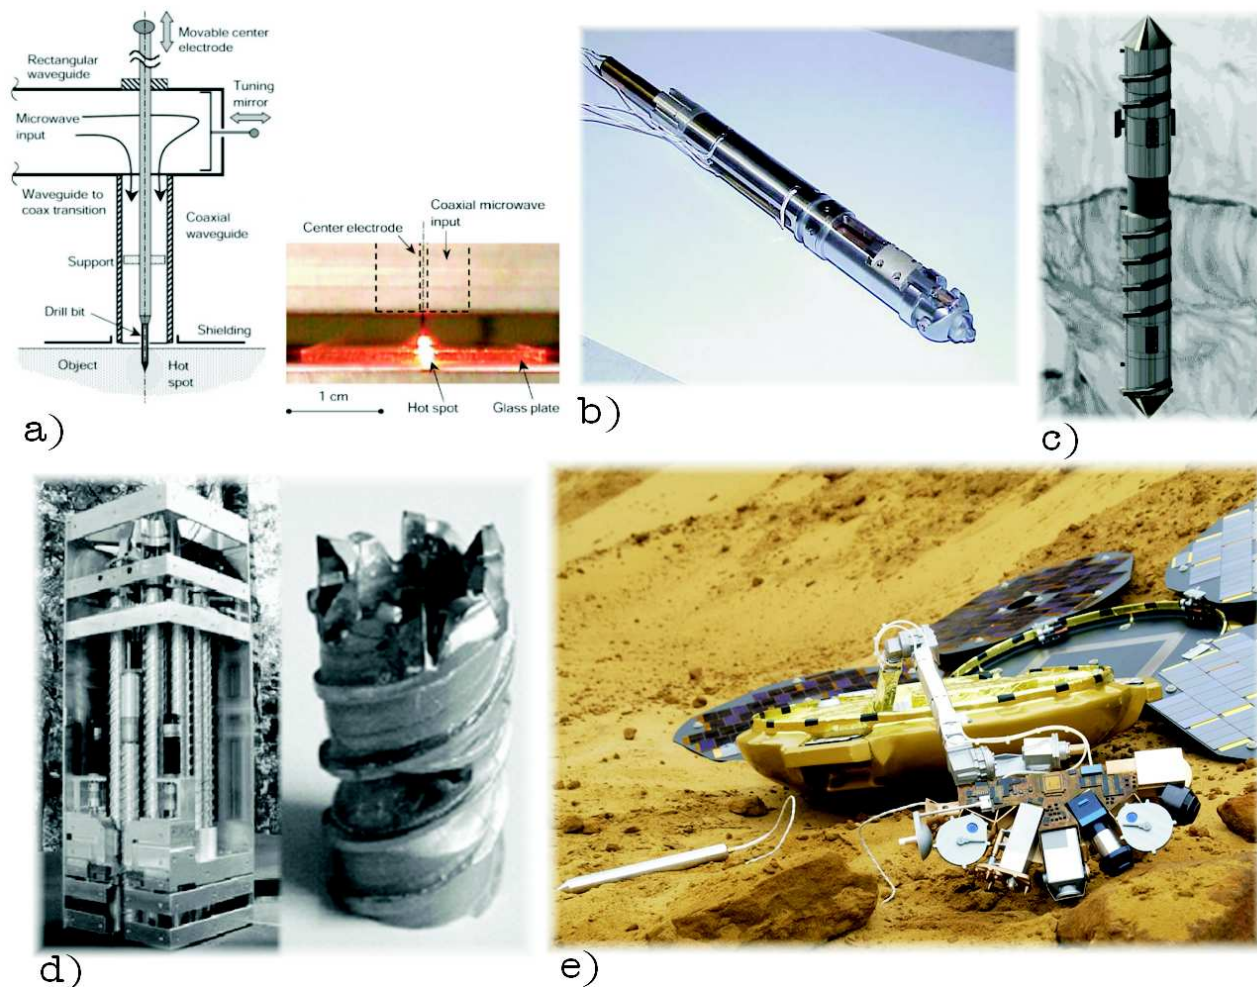 Movable center
electrode
Rectangular
waveguide
Tuning
mirror
Microwave
input
Waveguide to
coax transition
Coaxial
waveguide
Support
Drill bit
Shielding
Object
Hot
spot
Coaxial microwave
input
Center electrode
1 cm
Hot spot
Glass plate
a)
b)
c)
d)
e)